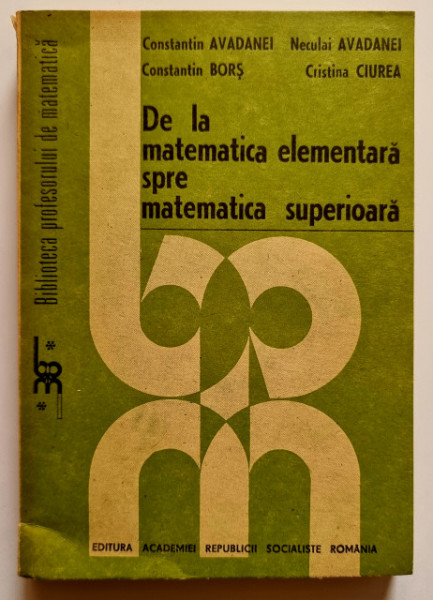 Constantin AVADANEI Neculai AVADANEI
Constantin BORȘ Cristina CIUREA
De la
matematica elementară
spre
matematica superioară
Biblioteca profesorului de matematică
EDITURA ACADEMIEI REPUBLICII SOCIALISTE ROMANIA